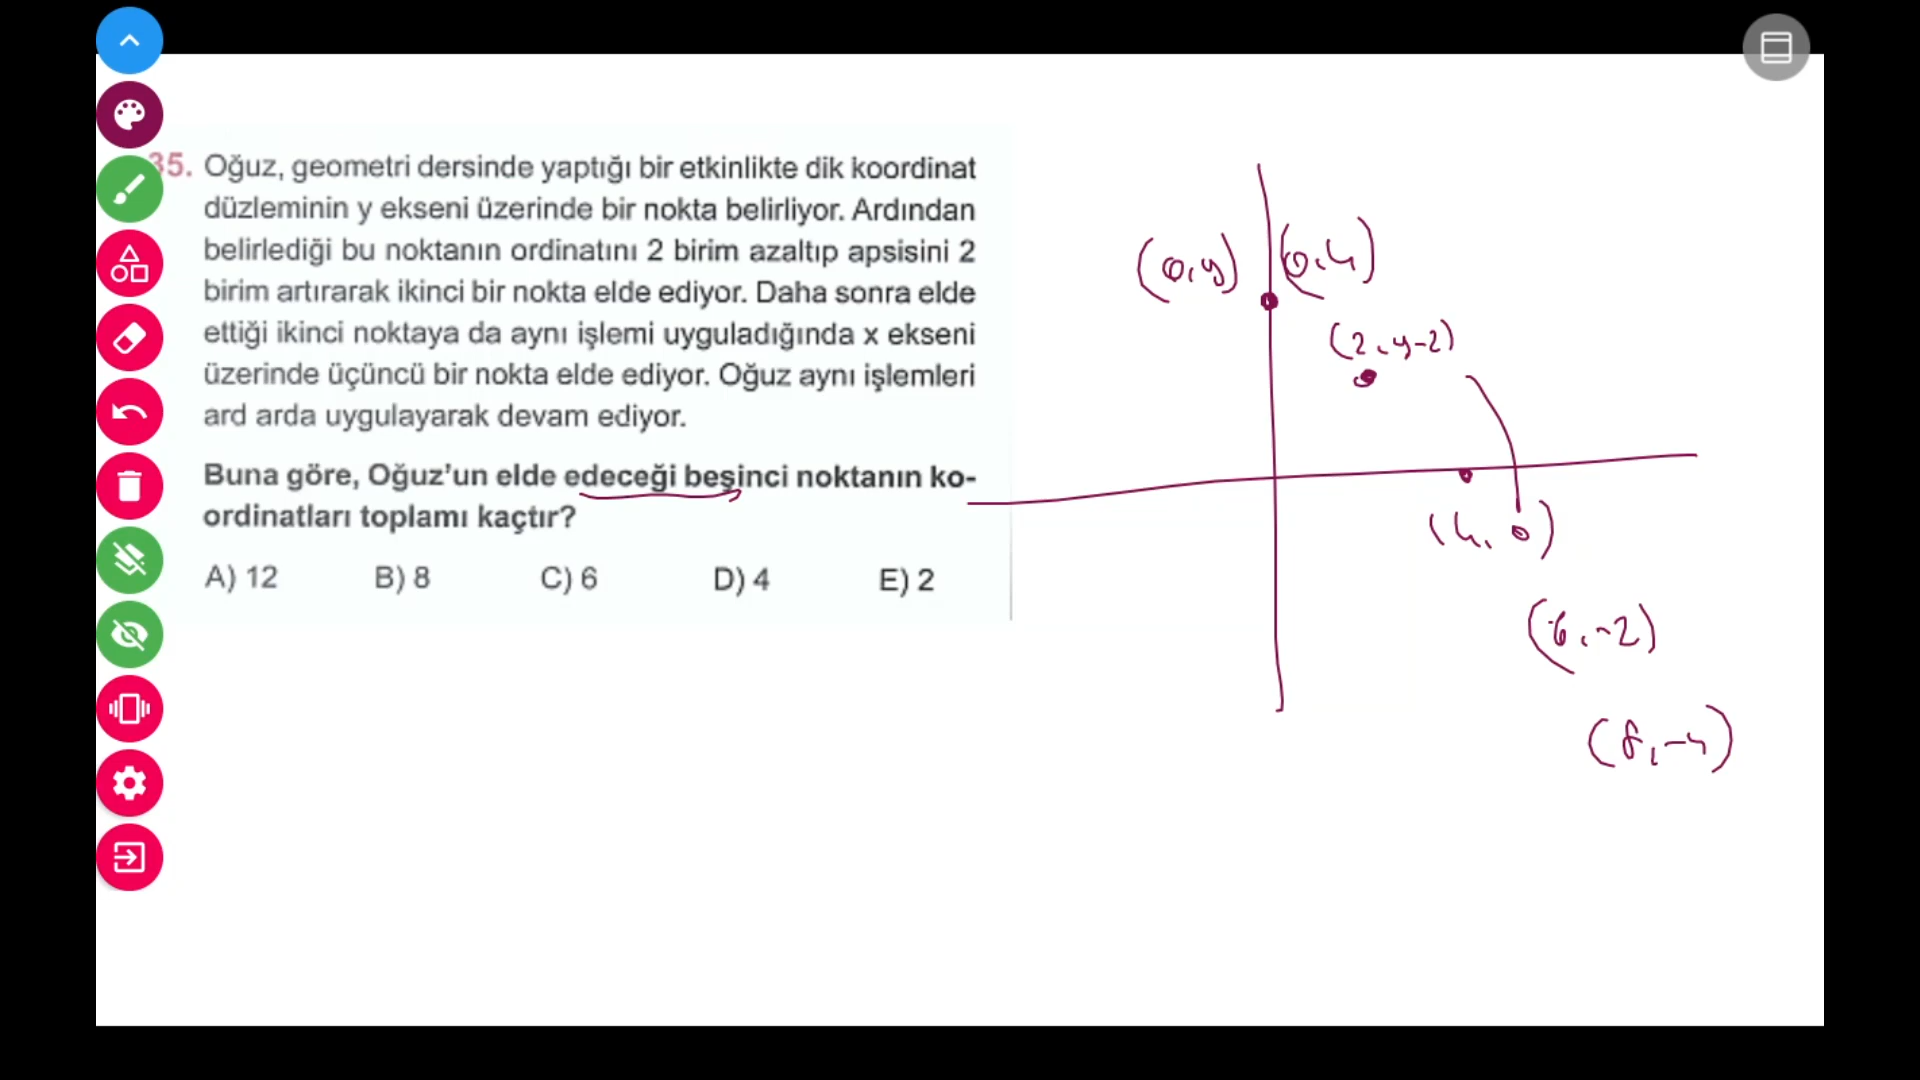 35. Oğuz, geometri dersinde yaptığı bir etkinlikte dik koordinat
düzleminin y ekseni üzerinde bir nokta belirliyor. Ardından
belirlediği bu noktanın ordinatını 2 birim azaltıp apsisini 2
birim artırarak ikinci bir nokta elde ediyor. Daha sonra elde
ettiği ikinci noktaya da aynı işlemi uyguladığında x ekseni
üzerinde üçüncü bir nokta elde ediyor. Oğuz aynı işlemleri
ard arda uygulayarak devam ediyor.
Buna göre, Oğuz'un elde edeceği beşinci noktanın ko-
ordinatları toplamı kaçtır?
A) 12 B) 8 C) 6 D) 4 E) 2
(0,y) (0,4)
(2,y-2)
(4,0)
(6,-2)
(8,-4)